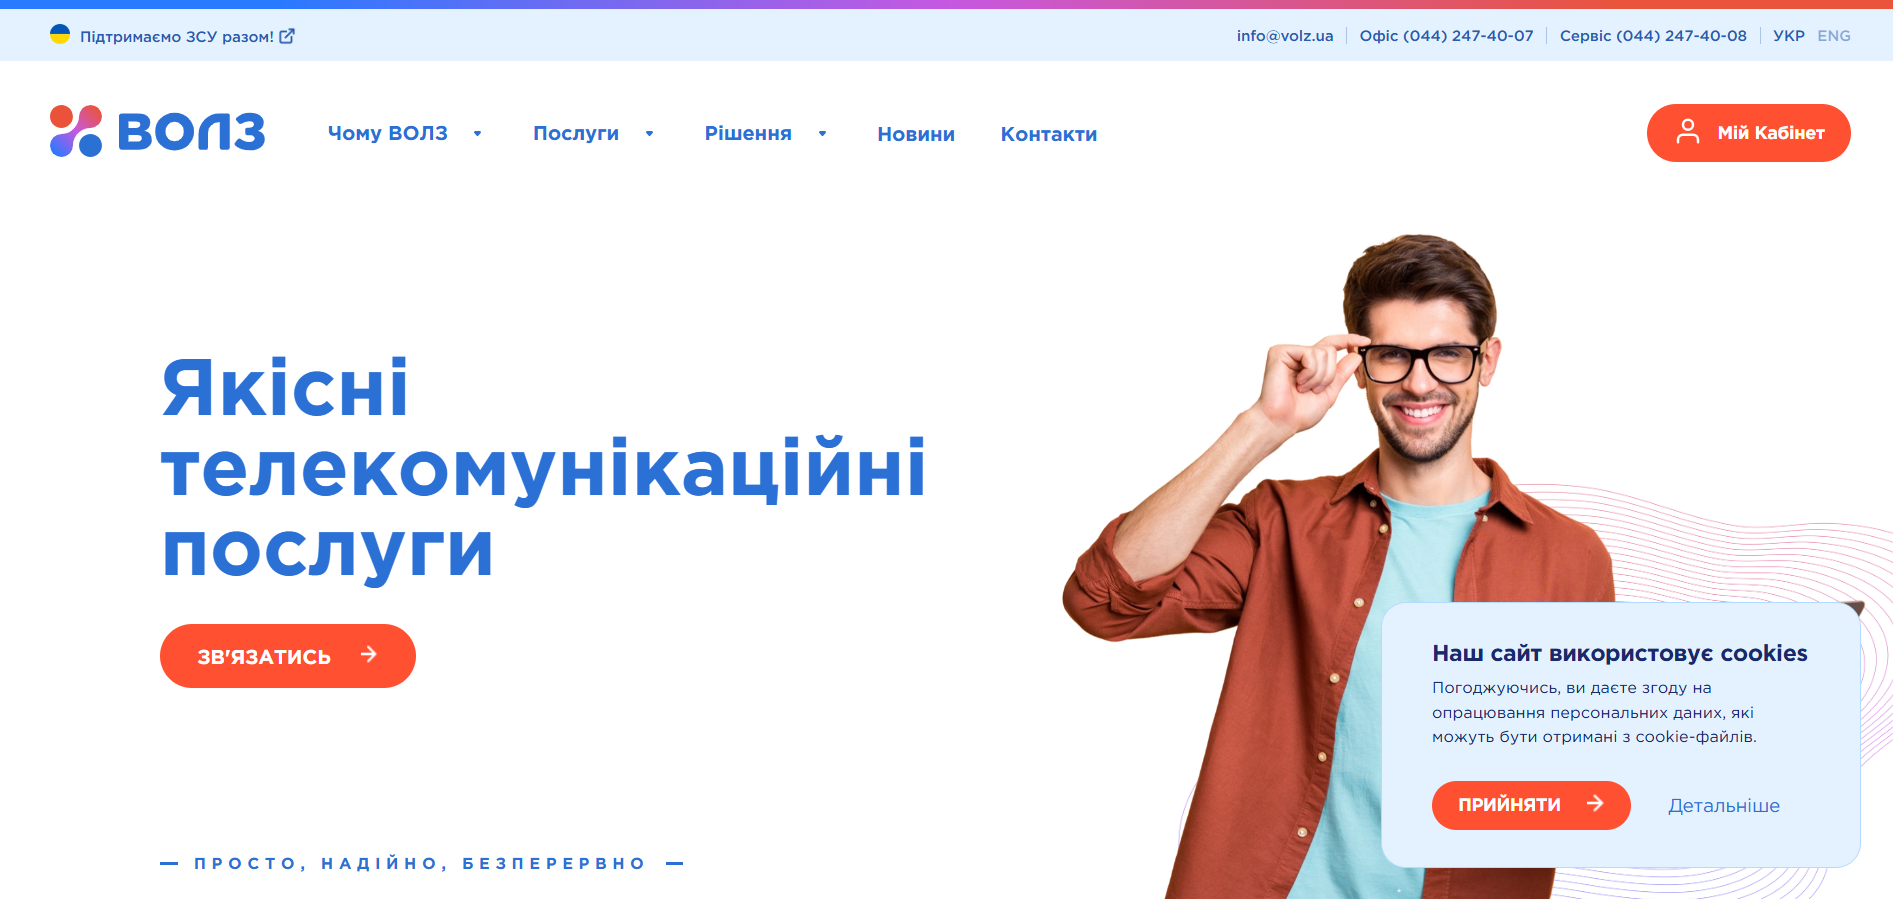 Підтримаємо ЗСУ разом!
info@volz.ua
Офіс (044) 247-40-07
Сервіс (044) 247-40-08
УКР ENG
ВОЛЗ
Чому ВОЛЗ
Послуги
Рішення
Новини
Контакти
Мій Кабінет
Якісні
телекомунікаційні
послуги
ЗВ'ЯЗАТИСЬ
ПРОСТО, НАДІЙНО, БЕЗПЕРЕРВНО
Наш сайт використовує cookies
Погоджуючись, ви даєте згоду на
опрацювання персональних даних, які
можуть бути отримані з cookie-файлів.
ПРИЙНЯТИ
Детальніше